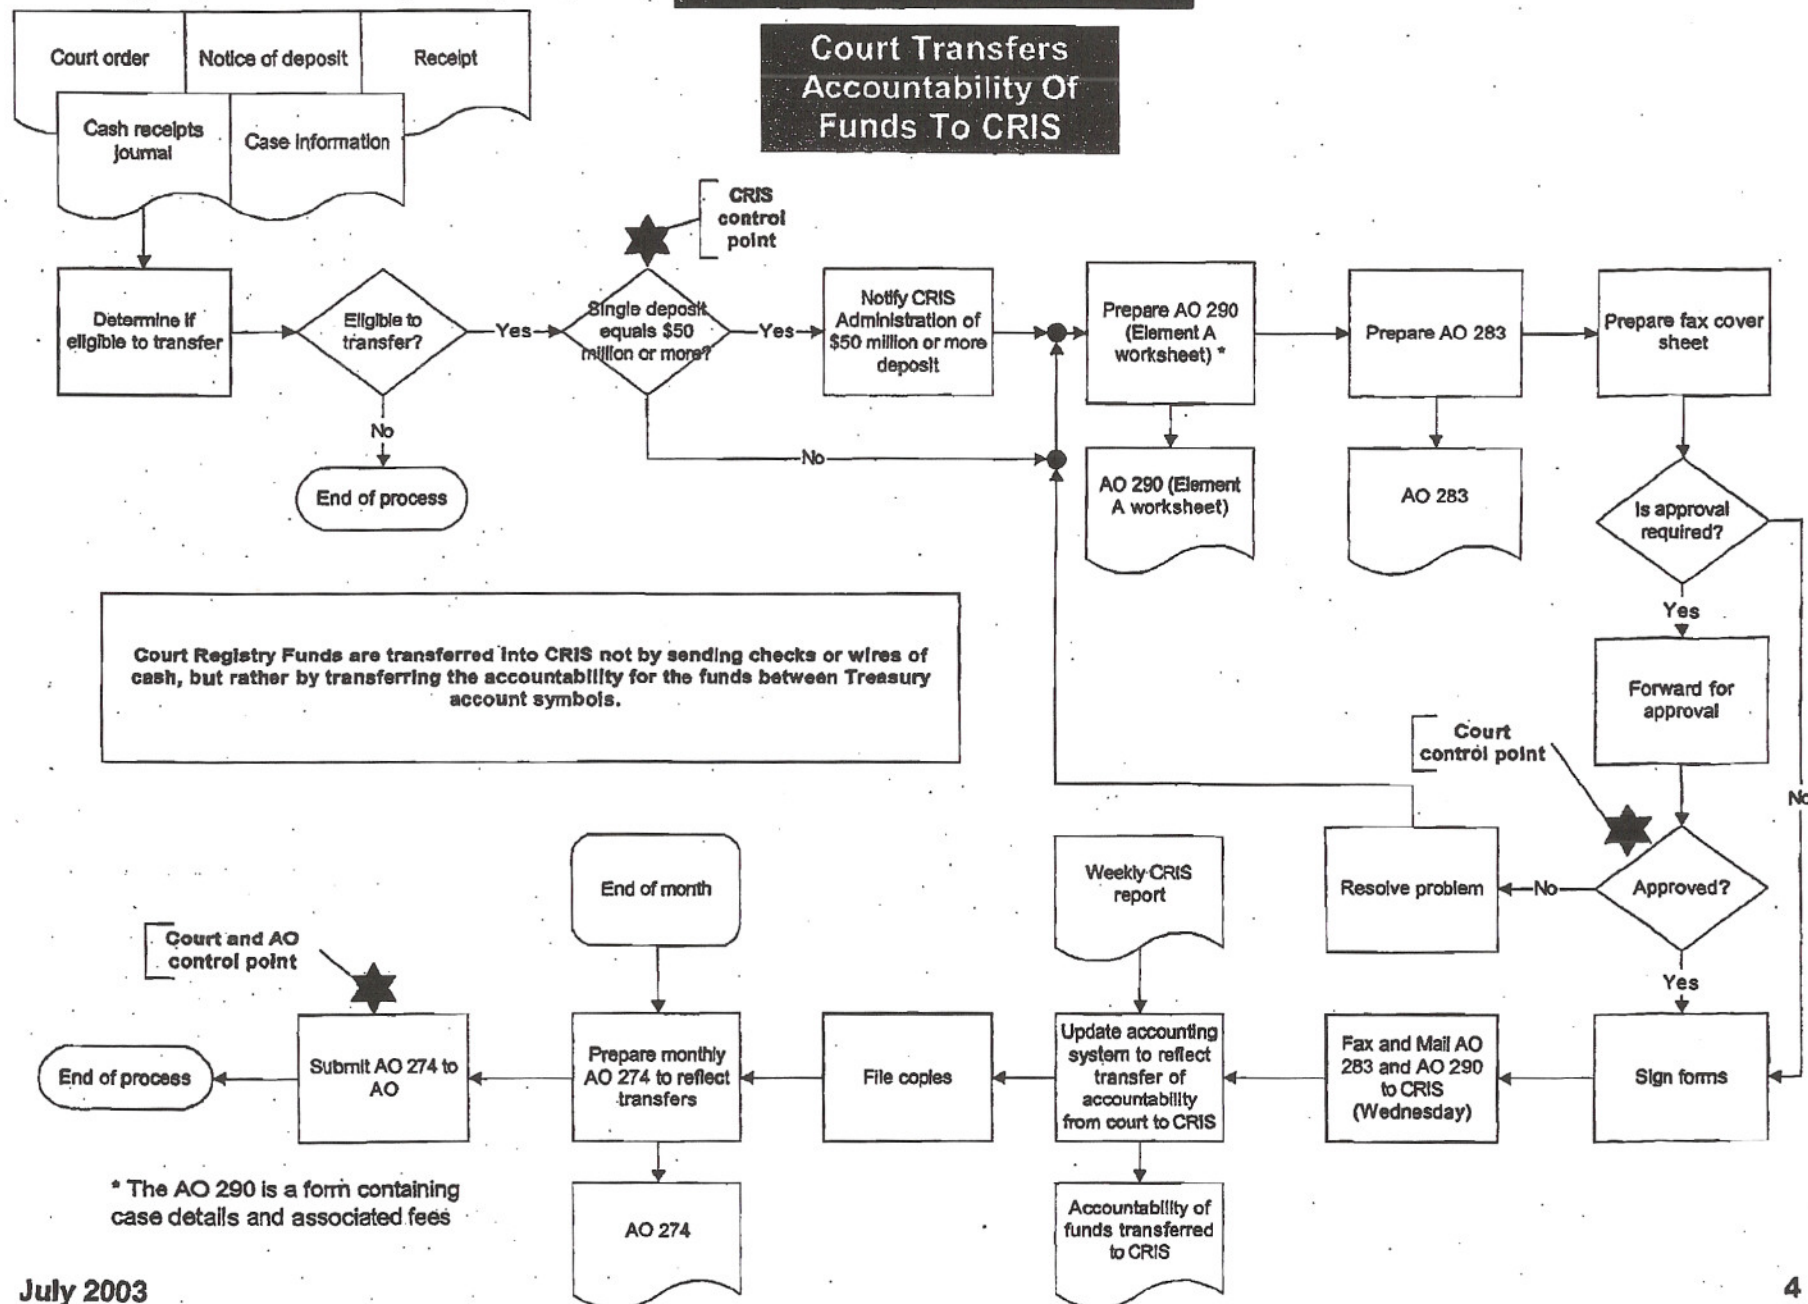 Court Transfers
Accountability Of
Funds To CRIS
Court order
Notice of deposit
Receipt
Cash receipts
journal
Case information
CRIS
control
point
Determine if
eligible to transfer
Eligible to
transfer?
Yes
No
End of process
Single deposit
equals $50
million or more?
Yes
No
Notify CRIS
Administration of
$50 million or more
deposit
Prepare AO 290
(Element A
worksheet) *
AO 290 (Element
A worksheet)
Prepare AO 283
AO 283
Prepare fax cover
sheet
Is approval
required?
Yes
No
Forward for
approval
Court Registry Funds are transferred into CRIS not by sending checks or wires of
cash, but rather by transferring the accountability for the funds between Treasury
account symbols.
Court
control point
Approved?
No
Resolve problem
Yes
Sign forms
Fax and Mail AO
283 and AO 290
to CRIS
(Wednesday)
Weekly CRIS
report
Update accounting
system to reflect
transfer of
accountability
from court to CRIS
Accountability of
funds transferred
to CRIS
File copies
End of month
Prepare monthly
AO 274 to reflect
transfers
AO 274
Court and AO
control point
Submit AO 274 to
AO
End of process
* The AO 290 is a form containing
case details and associated fees
July 2003
4